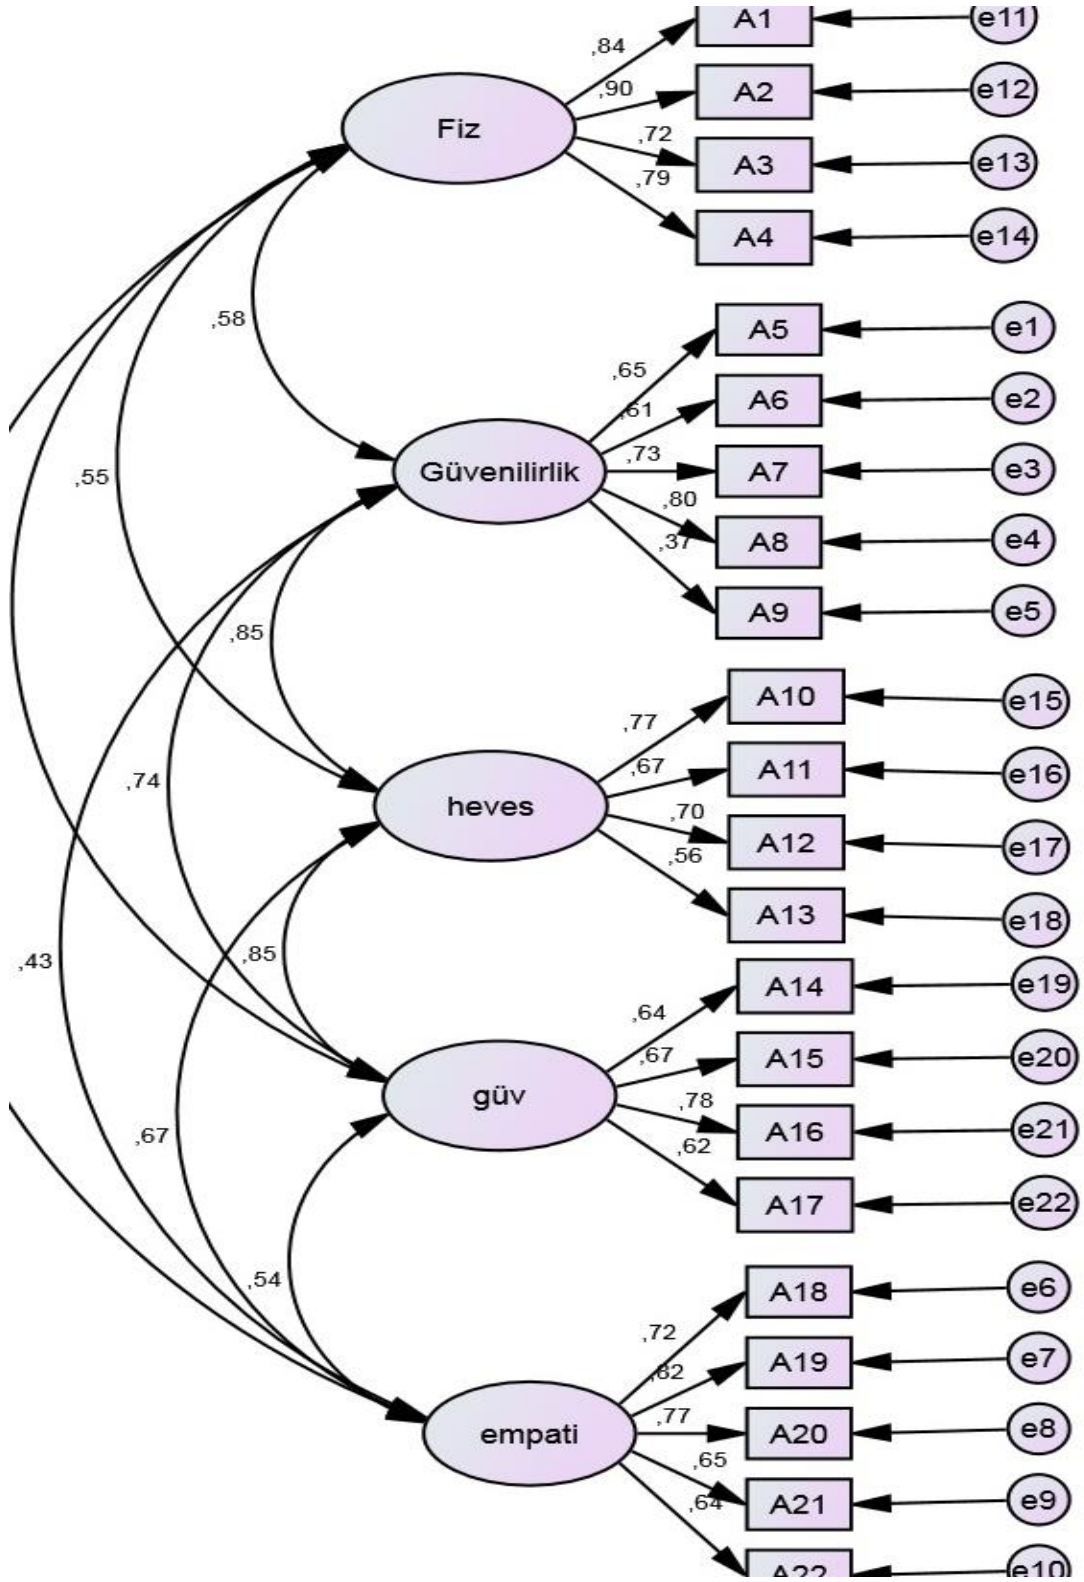 A1
e11
,84
,90
A2
e12
Fiz
,72
A3
e13
,79
A4
e14
,58
A5
e1
,65
,61
A6
e2
Güvenilirlik
,73
A7
e3
,55
,80
A8
e4
,37
A9
e5
,85
A10
e15
,77
,67
A11
e16
,74
heves
,70
A12
e17
,56
A13
e18
,43
,85
A14
e19
,64
,67
A15
e20
güv
,78
A16
e21
,67
,62
A17
e22
,54
A18
e6
,72
,82
A19
e7
empati
,77
A20
e8
,65
A21
e9
,64
A22
e10